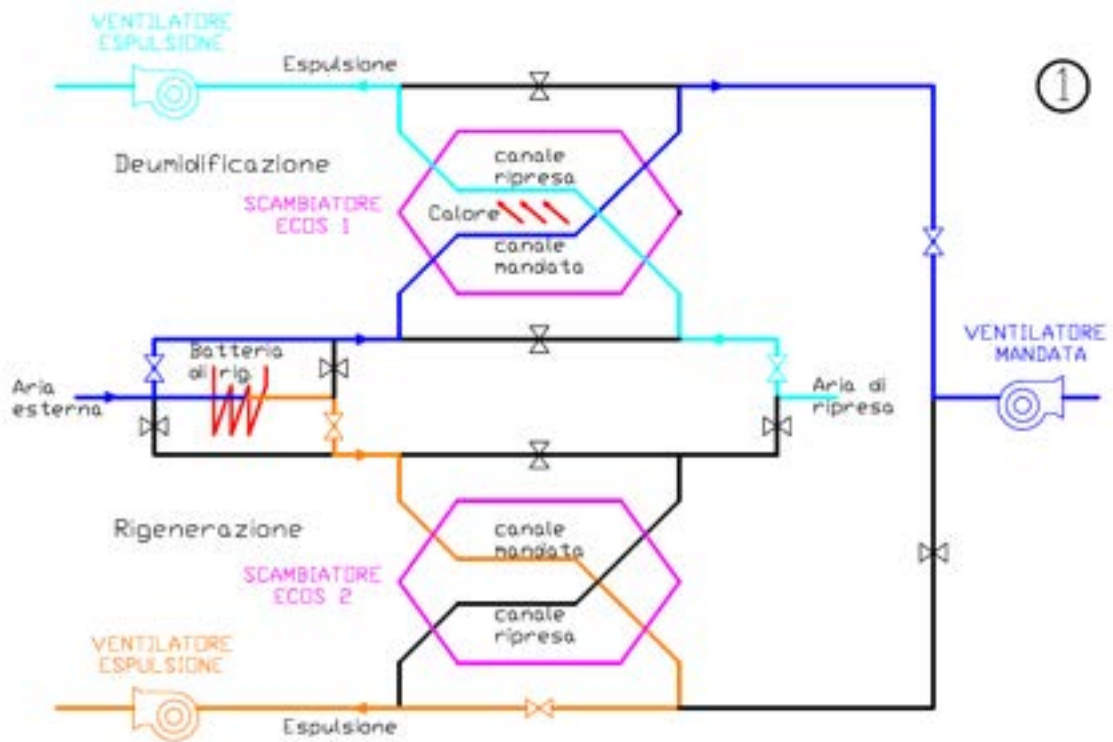 VENTILATORE
ESPULSIONE
Espulsione
1
Deumidificazione
canale
ripresa
SCAMBIATORE
ECOS 1
Calore
canale
mandata
VENTILATORE
MANDATA
Batteria
di rig.
Aria
esterna
Aria di
ripresa
Rigenerazione
canale
mandata
SCAMBIATORE
ECOS 2
canale
ripresa
VENTILATORE
ESPULSIONE
Espulsione